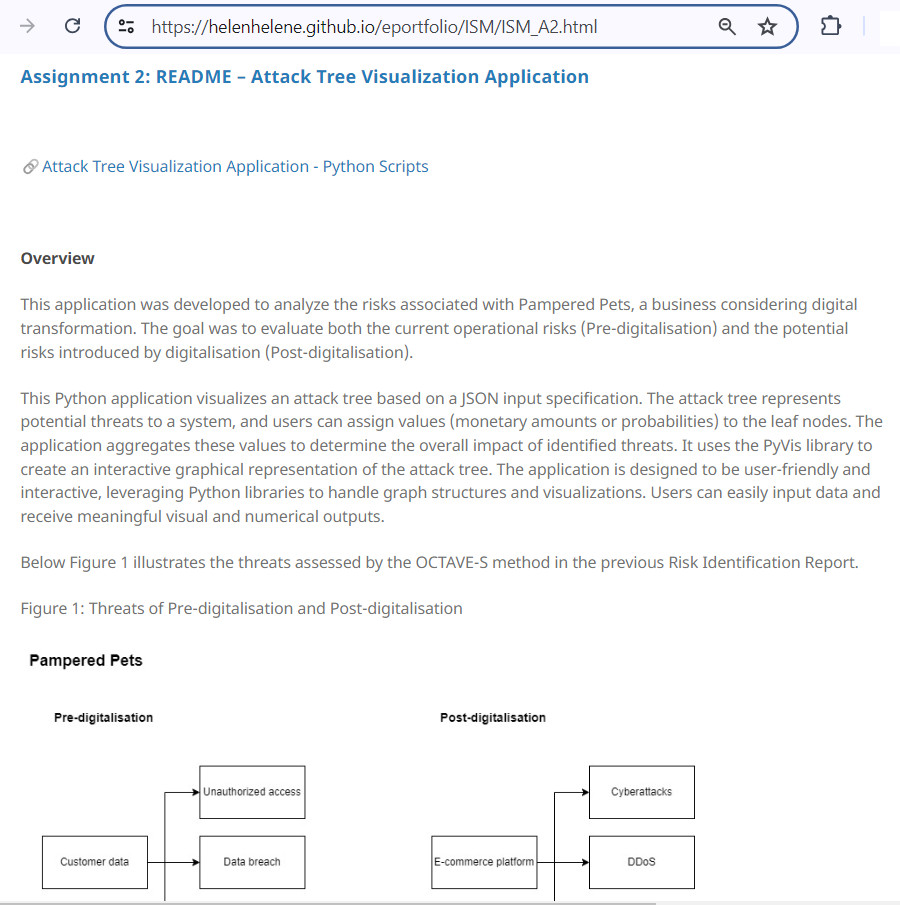 https://helenhelene.github.io/eportfolio/ISM/ISM_A2.html
Assignment 2: README – Attack Tree Visualization Application
Attack Tree Visualization Application - Python Scripts
Overview
This application was developed to analyze the risks associated with Pampered Pets, a business considering digital
transformation. The goal was to evaluate both the current operational risks (Pre-digitalisation) and the potential
risks introduced by digitalisation (Post-digitalisation).
This Python application visualizes an attack tree based on a JSON input specification. The attack tree represents
potential threats to a system, and users can assign values (monetary amounts or probabilities) to the leaf nodes. The
application aggregates these values to determine the overall impact of identified threats. It uses the PyVis library to
create an interactive graphical representation of the attack tree. The application is designed to be user-friendly and
interactive, leveraging Python libraries to handle graph structures and visualizations. Users can easily input data and
receive meaningful visual and numerical outputs.
Below Figure 1 illustrates the threats assessed by the OCTAVE-S method in the previous Risk Identification Report.
Figure 1: Threats of Pre-digitalisation and Post-digitalisation
Pampered Pets
Pre-digitalisation
Post-digitalisation
Unauthorized access
Cyberattacks
Customer data
Data breach
E-commerce platform
DDoS